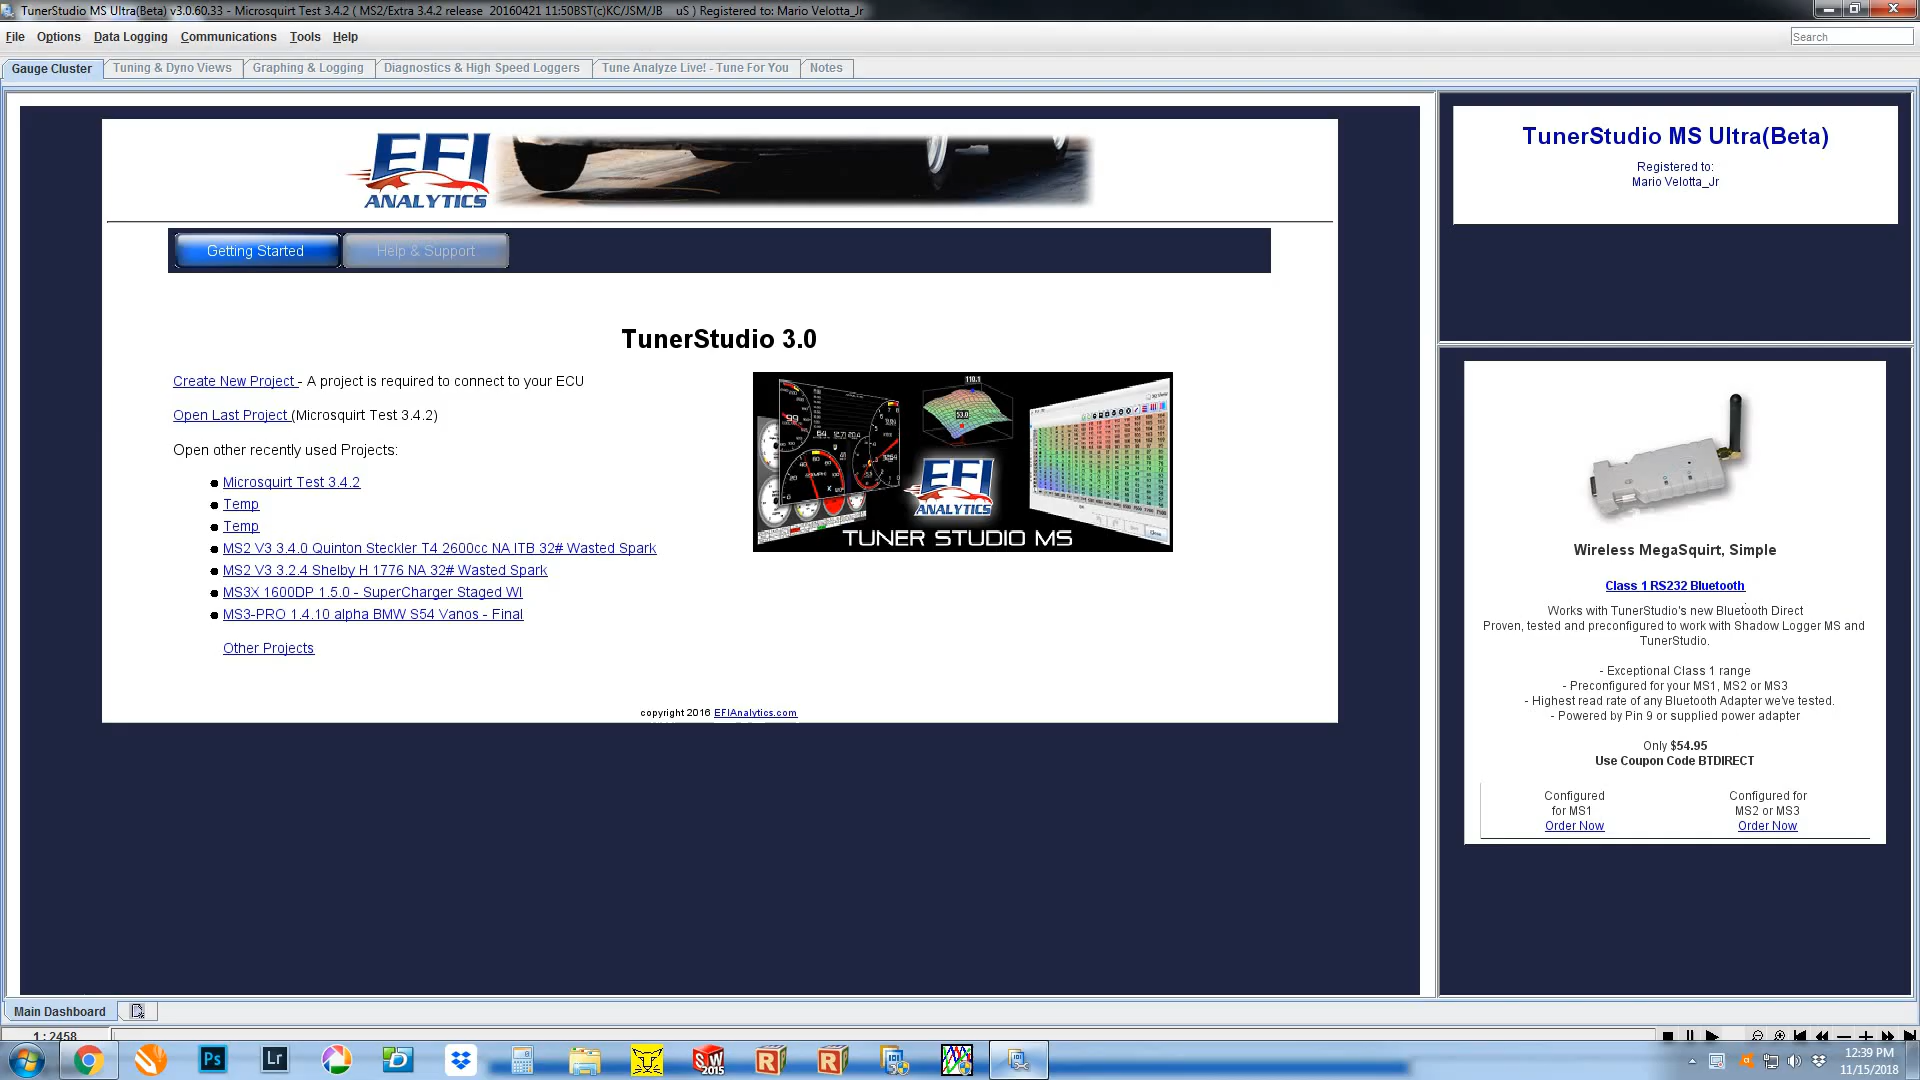 TunerStudio MS Ultra(Beta) v3.0.60.33 - Microsquirt Test 3.4.2 ( MS2/Extra 3.4.2 release  20160421 11:50BST(c)KC/JSM/JB    uS ) Registered to: Mario Velotta_Jr
File Options Data Logging Communications Tools Help
Search
Gauge Cluster Tuning & Dyno Views Graphing & Logging Diagnostics & High Speed Loggers Tune Analyze Live! - Tune For You Notes
EFI
ANALYTICS
Getting Started Help & Support
TunerStudio 3.0
Create New Project - A project is required to connect to your ECU
Open Last Project (Microsquirt Test 3.4.2)
Open other recently used Projects:
Microsquirt Test 3.4.2
Temp
Temp
MS2 V3 3.4.0 Quinton Steckler T4 2600cc NA ITB 32# Wasted Spark
MS2 V3 3.2.4 Shelby H 1776 NA 32# Wasted Spark
MS3X 1600DP 1.5.0 - SuperCharger Staged WI
MS3-PRO 1.4.10 alpha BMW S54 Vanos - Final
Other Projects
EFI
ANALYTICS
TUNER STUDIO MS
copyright 2016 EFIAnalytics.com
TunerStudio MS Ultra(Beta)
Registered to:
Mario Velotta_Jr
Wireless MegaSquirt, Simple
Class 1 RS232 Bluetooth
Works with TunerStudio's new Bluetooth Direct
Proven, tested and preconfigured to work with Shadow Logger MS and
TunerStudio.
- Exceptional Class 1 range
- Preconfigured for your MS1, MS2 or MS3
- Highest read rate of any Bluetooth Adapter we've tested.
- Powered by Pin 9 or supplied power adapter
Only $54.95
Use Coupon Code BTDIRECT
Configured
for MS1
Order Now
Configured for
MS2 or MS3
Order Now
Main Dashboard
1 : 2458
Ps Lr D SW 2015 R R
12:39 PM
11/15/2018